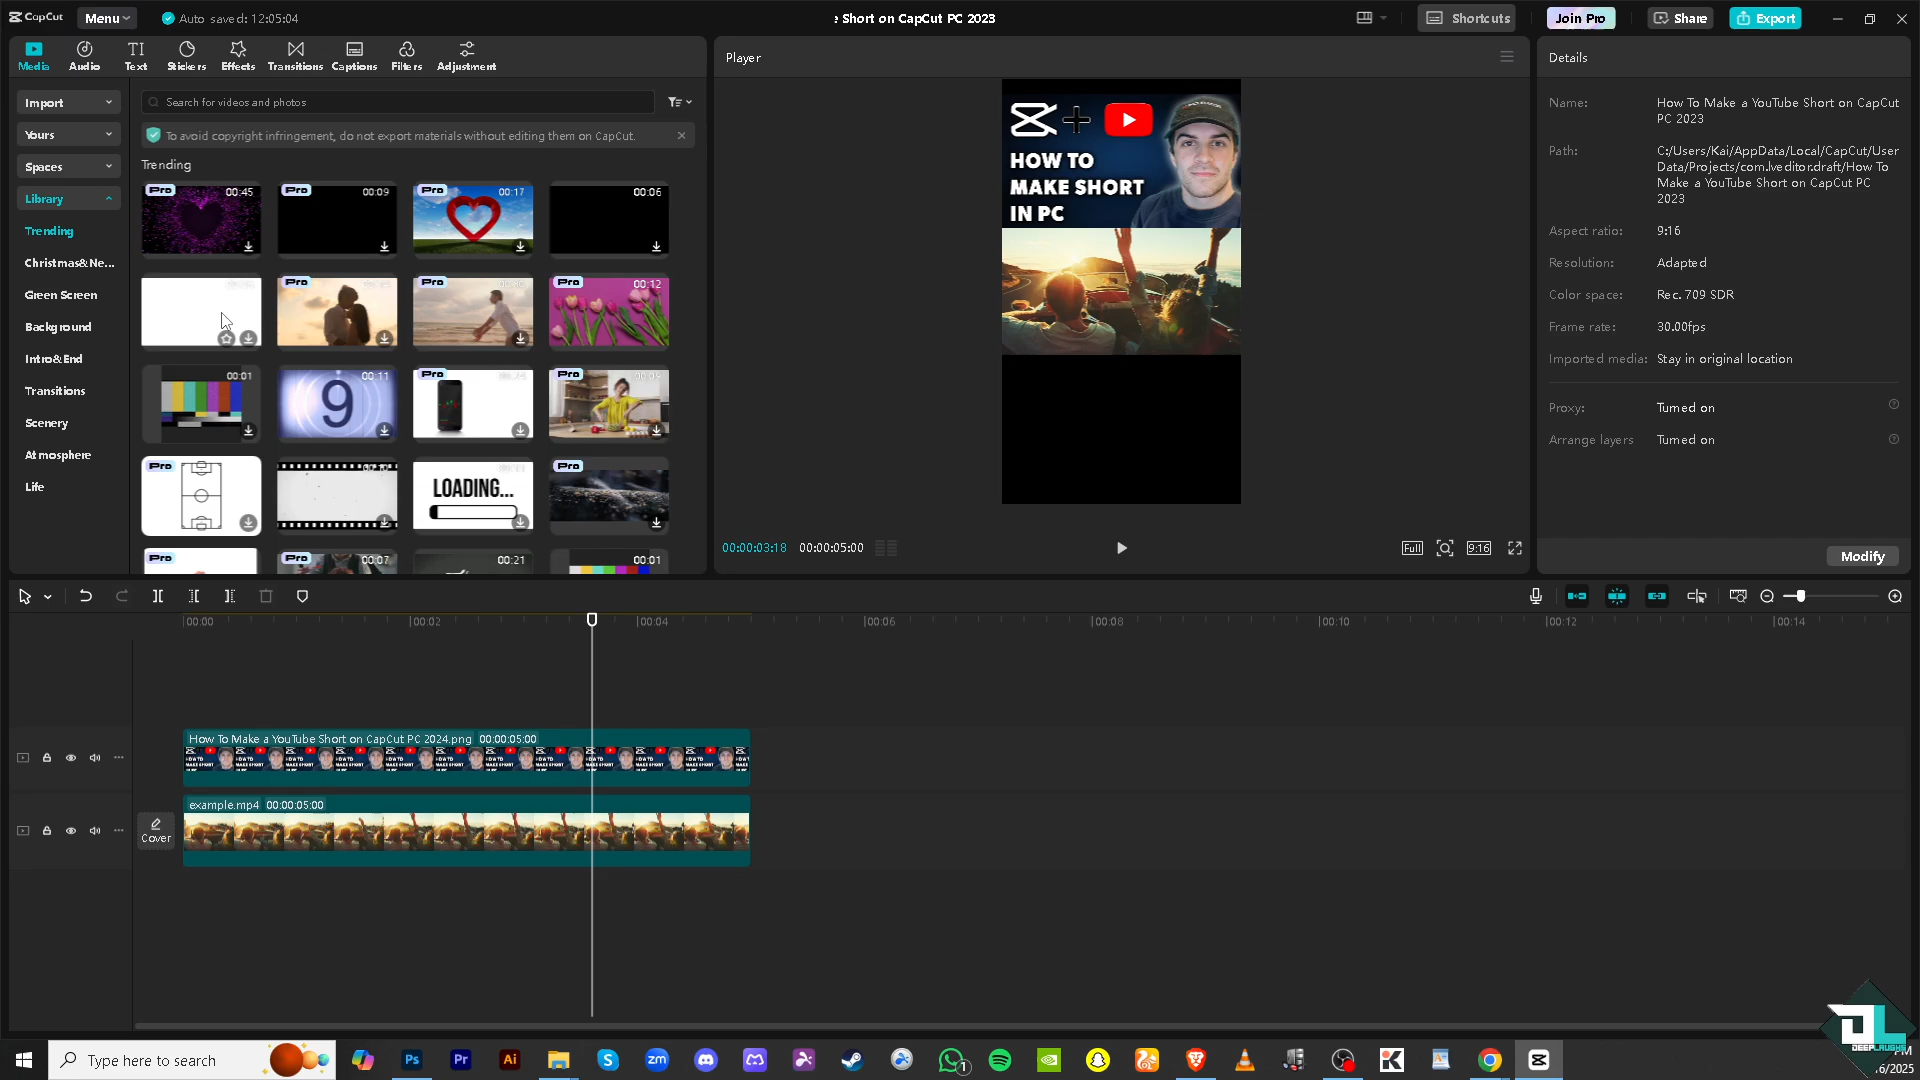 CapCut
Menu
Auto saved: 12:05:04
Short on CapCut PC 2023
Shortcuts
Join Pro
Share
Export
Media
Audio
Text
Stickers
Effects
Transitions
Captions
Filters
Adjustment
Import
Yours
Spaces
Library
Trending
Christmas&Ne...
Green Screen
Background
Intro&End
Transitions
Scenery
Atmosphere
Life
Search for videos and photos
To avoid copyright infringement, do not export materials without editing them on CapCut.
Trending
Pro 00:45
Pro 00:09
Pro 00:17
00:06
Pro
Pro
Pro 00:12
00:01
00:11
9
Pro
Pro
Pro
LOADING...
Pro
Pro
Pro 00:07
00:21
00:01
Player
HOW TO
MAKE SHORT
IN PC
00:00:03:18 00:00:05:00
Full
9:16
Details
Name: How To Make a YouTube Short on CapCut
PC 2023
Path: C:/Users/Kai/AppData/Local/CapCut/User
Data/Projects/com.lveditor.draft/How To
Make a YouTube Short on CapCut PC
2023
Aspect ratio: 9:16
Resolution: Adapted
Color space: Rec. 709 SDR
Frame rate: 30.00fps
Imported media: Stay in original location
Proxy: Turned on
Arrange layers Turned on
Modify
00:00 00:02 00:04 00:06 00:08 00:10 00:12 00:14
How To Make a YouTube Short on CapCut PC 2024.png 00:00:05:00
example.mp4 00:00:05:00
Cover
Type here to search
Ps
Pr
Ai
zm
1
K
DEEPLAUGHS
PM
16/2025